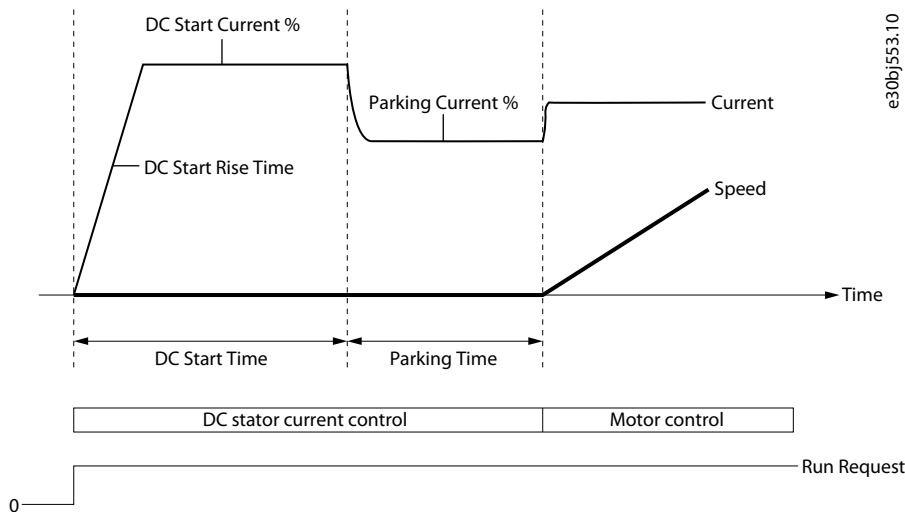 DC Start Current %
e30bj553.10
Parking Current %
Current
DC Start Rise Time
Speed
Time
DC Start Time
Parking Time
DC stator current control
Motor control
Run Request
0